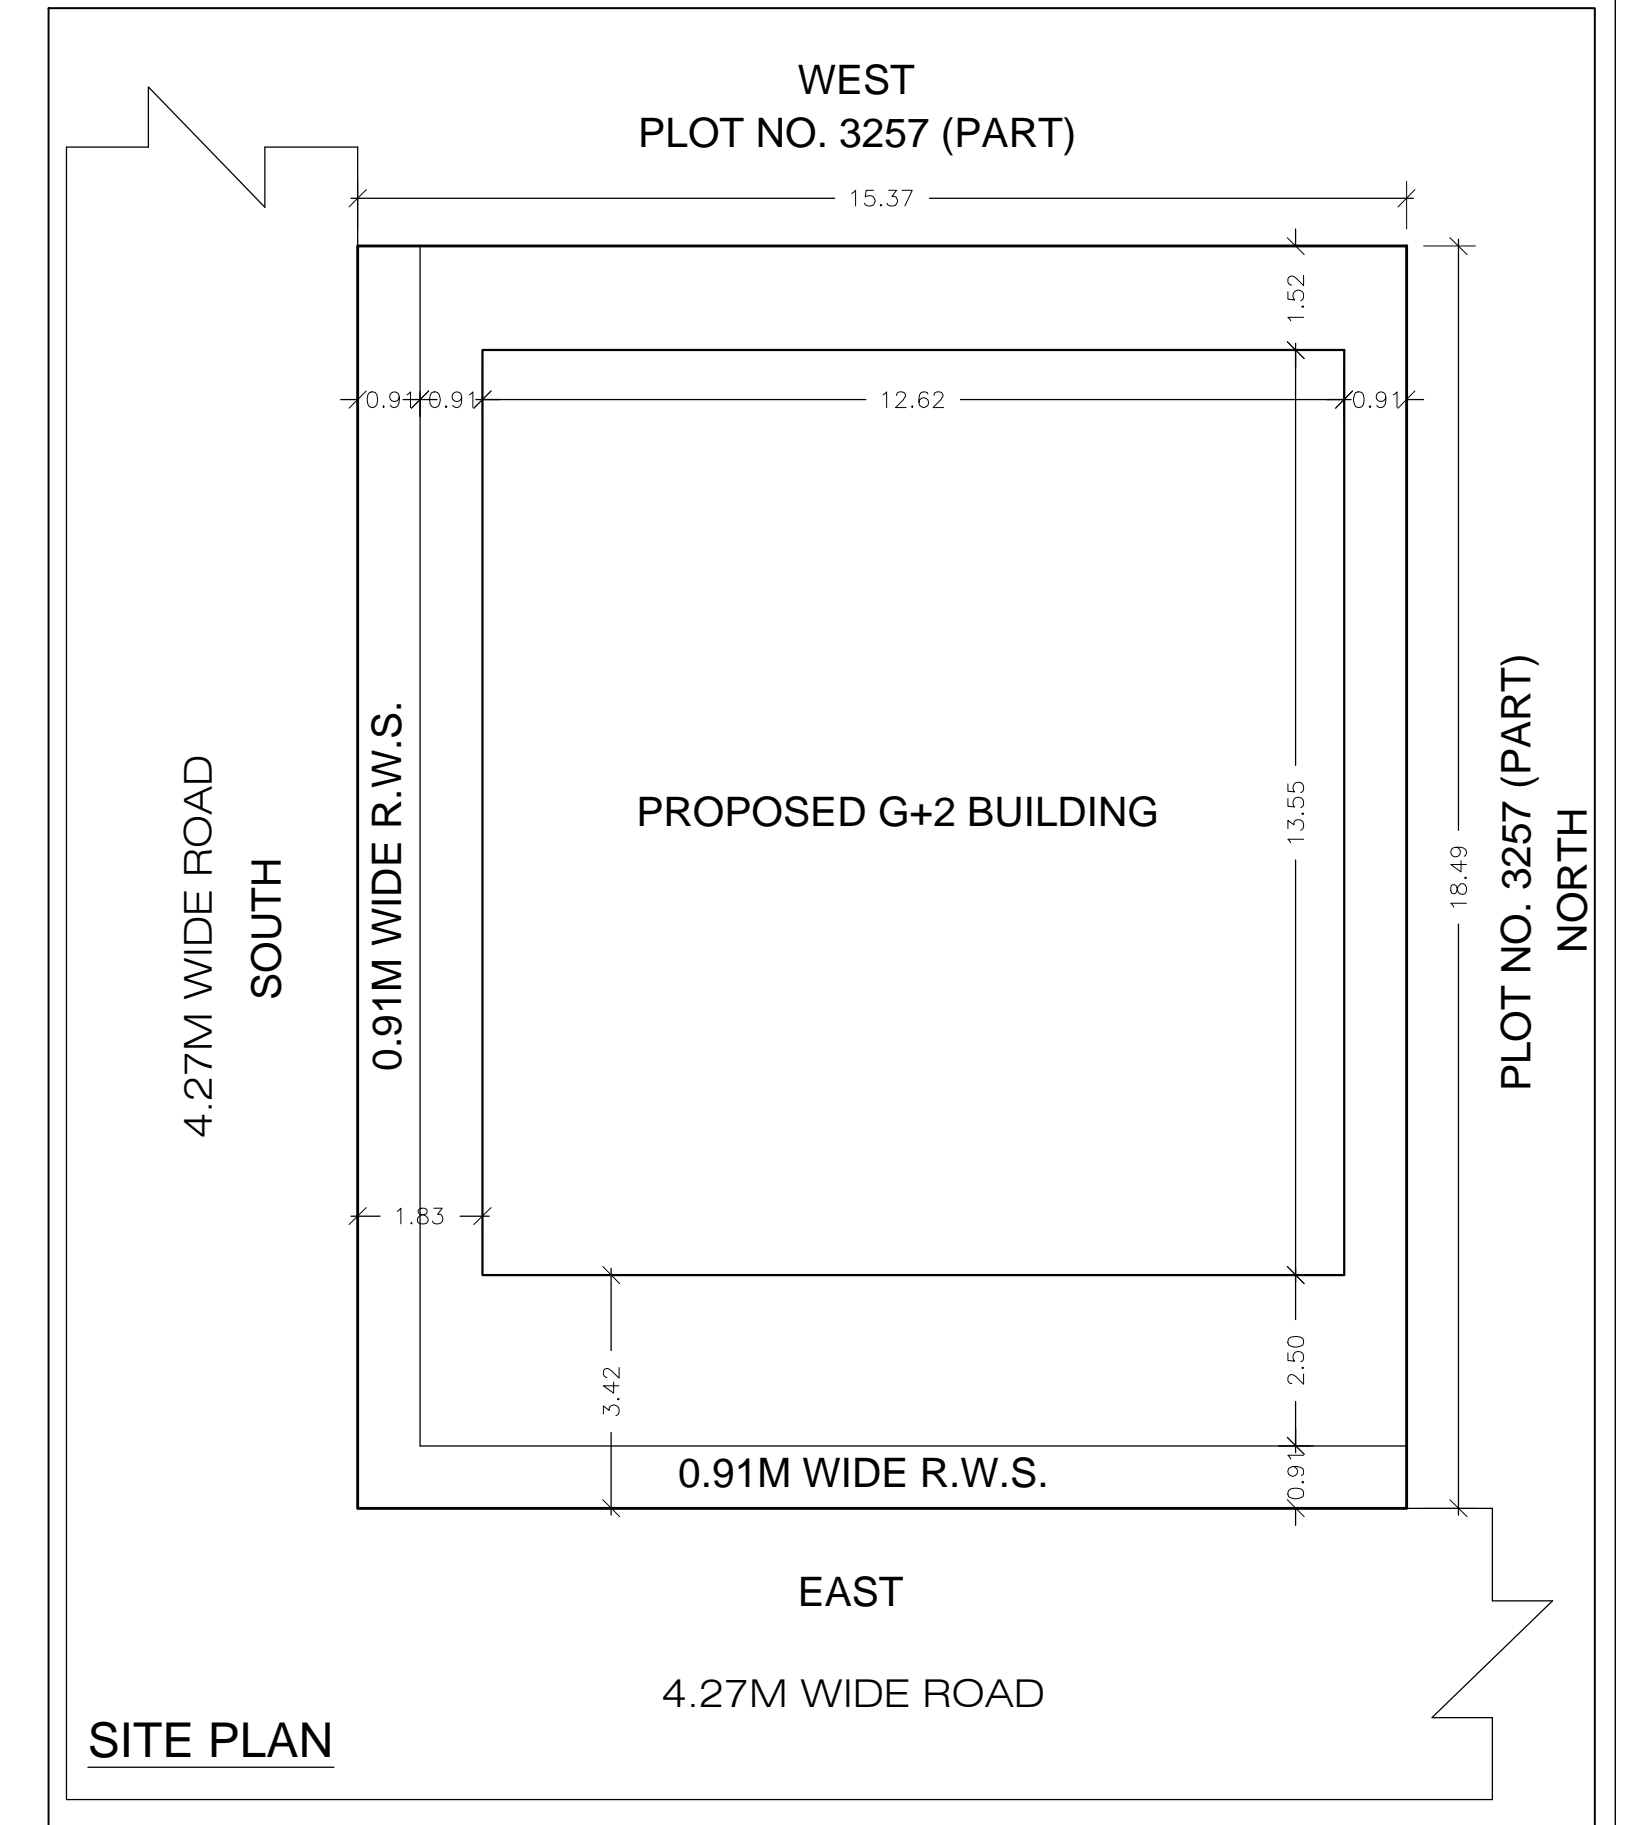 WEST
PLOT NO. 3257 (PART)
15.37
1.52
0.91
0.91
12.62
0.91
4.27M WIDE ROAD
SOUTH
0.91M WIDE R.W.S.
PROPOSED G+2 BUILDING
13.55
18.49
PLOT NO. 3257 (PART)
NORTH
1.83
3.42
2.50
0.91M WIDE R.W.S.
0.91
EAST
4.27M WIDE ROAD
SITE PLAN